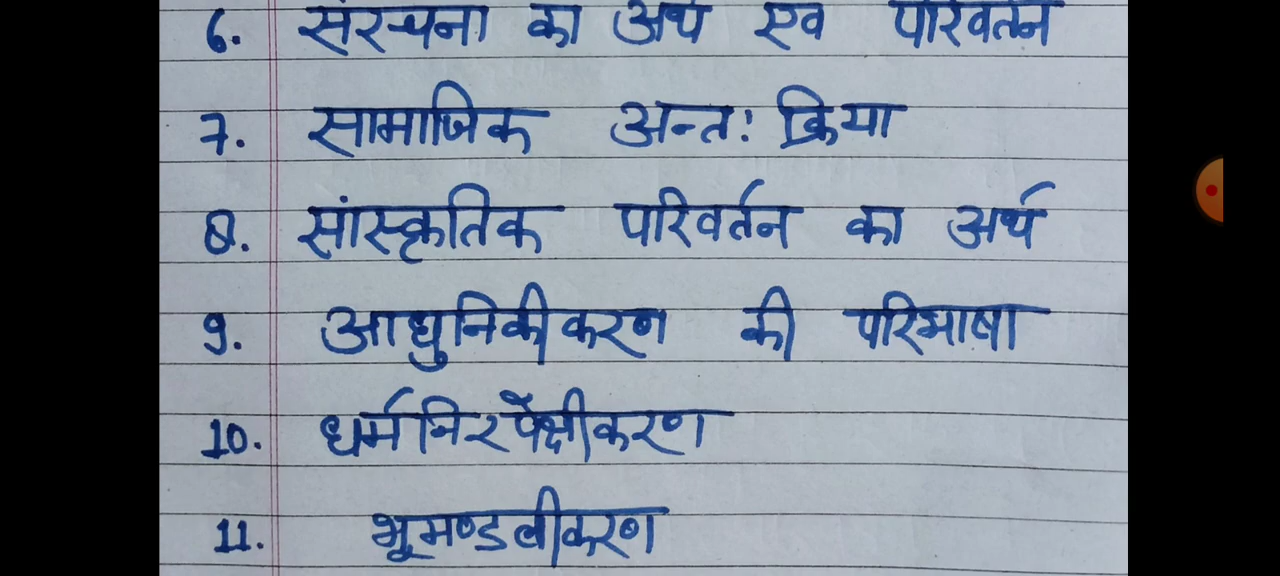 6. संरचना का अर्थ एवं परिवर्तन
7. सामाजिक अन्त: क्रिया
8. सांस्कृतिक परिवर्तन का अर्थ
9. आधुनिकीकरण की परिभाषा
10. धर्मनिरपेक्षीकरण
11. भूमण्डलीकरण